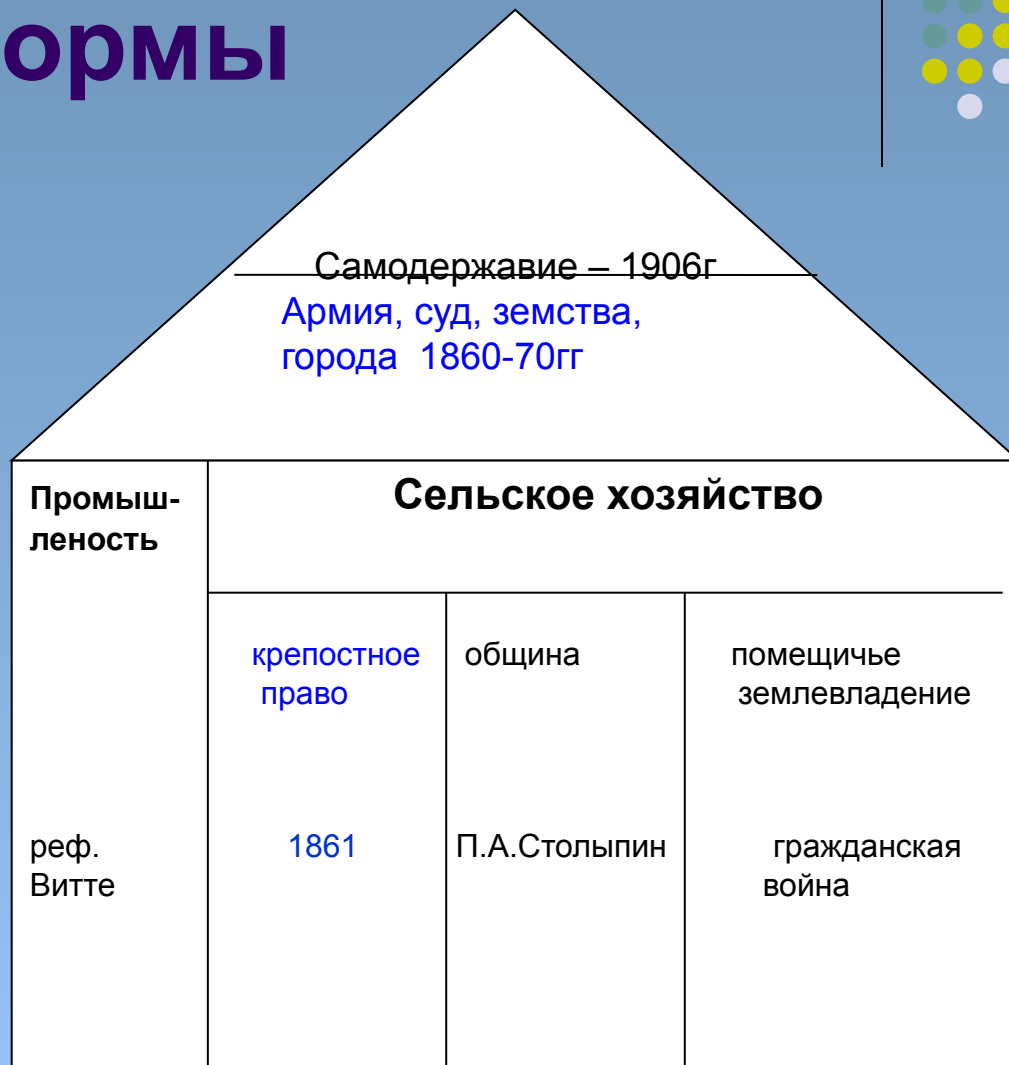 ормы
Самодержавие – 1906г
Армия, суд, земства,
города 1860-70гг
Промыш-
леность
Сельское хозяйство
крепостное
право
община
помещичье
землевладение
реф.
Витте
1861
П.А.Столыпин
гражданская
война